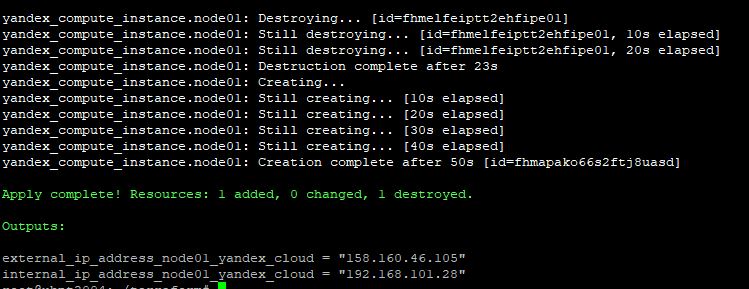 yandex_compute_instance.node01: Destroying... [id=fhmelfeiptt2ehfipe01]
yandex_compute_instance.node01: Still destroying... [id=fhmelfeiptt2ehfipe01, 10s elapsed]
yandex_compute_instance.node01: Still destroying... [id=fhmelfeiptt2ehfipe01, 20s elapsed]
yandex_compute_instance.node01: Destruction complete after 23s
yandex_compute_instance.node01: Creating...
yandex_compute_instance.node01: Still creating... [10s elapsed]
yandex_compute_instance.node01: Still creating... [20s elapsed]
yandex_compute_instance.node01: Still creating... [30s elapsed]
yandex_compute_instance.node01: Still creating... [40s elapsed]
yandex_compute_instance.node01: Creation complete after 50s [id=fhmapako66s2ftj8uasd]
Apply complete! Resources: 1 added, 0 changed, 1 destroyed.
Outputs:
external_ip_address_node01_yandex_cloud = "158.160.46.105"
internal_ip_address_node01_yandex_cloud = "192.168.101.28"